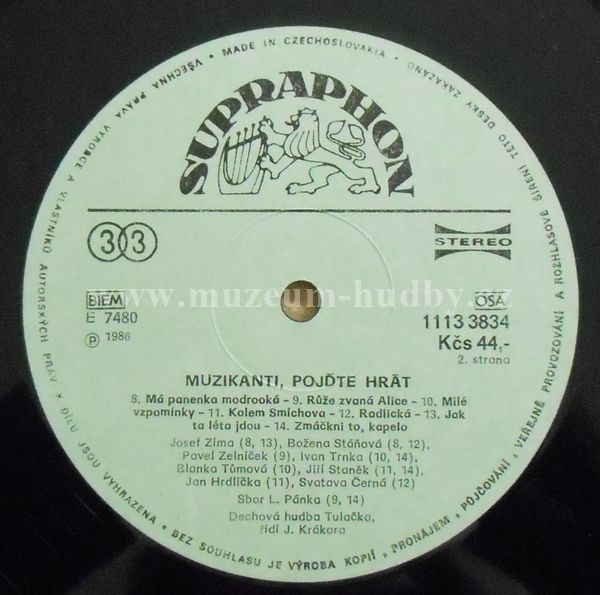 VŠECHNA PRÁVA VÝROBCE A VLASTNÍKŮ AUTORSKÝCH PRÁV K DÍLU JSOU VYHRAZENA • BEZ SOUHLASU JE VÝROBA KOPIÍ • PRONÁJEM • PŮJČOVÁNÍ • VEŘEJNÉ PROVOZOVÁNÍ A ROZHLASOVÉ ŠÍŘENÍ TÉTO DESKY ZAKÁZÁNO • MADE IN CZECHOSLOVAKIA •
SUPRAPHON
33
STEREO
www.muzeum-hudby.cz
BIEM
OSA
E 7480
1113 3834
Ⓟ 1986
Kčs 44,-
2. strana
MUZIKANTI, POJĎTE HRÁT
8. Má panenka modrooká - 9. Růže zvaná Alice - 10. Milé
vzpomínky - 11. Kolem Smíchova - 12. Radlická - 13. Jak
ta léta jdou - 14. Zmáčkni to, kapelo
Josef Zíma (8, 13), Božena Stáňová (8, 12),
Pavel Zelníček (9), Ivan Trnka (10, 14),
Blanka Tůmová (10), Jiří Staněk (11, 14),
Jan Hrdlička (11), Svatava Černá (12)
Sbor L. Pánka (9, 14)
Dechová hudba Tulačka,
řídí J. Krákora